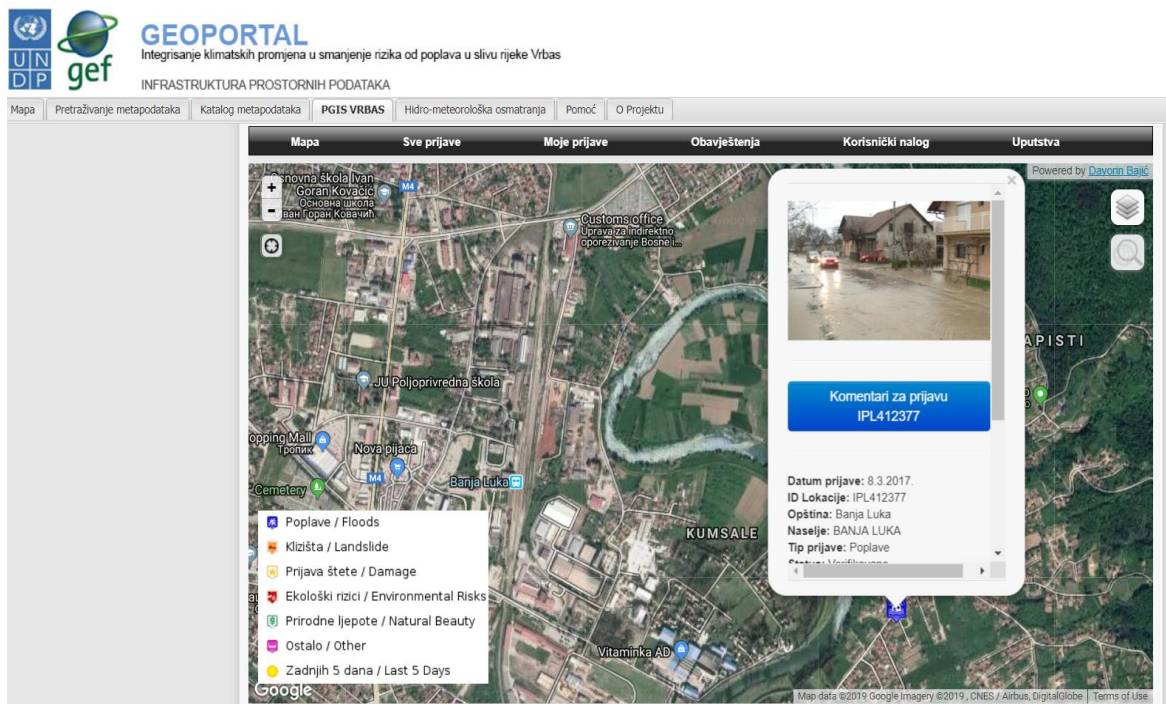 UN
DP
gef
GEOPORTAL
Integrisanje klimatskih promjena u smanjenje rizika od poplava u slivu rijeke Vrbas
INFRASTRUKTURA PROSTORNIH PODATAKA
Mapa Pretraživanje metapodataka Katalog metapodataka PGIS VRBAS Hidro-meteorološka osmatranja Pomoć O Projektu
Mapa Sve prijave Moje prijave Obavještenja Korisnički nalog Uputstva
Powered by Davorin Bajić
+
-
snovna škola Ivan
Goran Kovačić
Основна школа
ван Горан Ковачић
M4
Customs office
Uprava za indirektno
oporezivanje Bosne i...
JU Poljoprivredna škola
opping Mall
Тропик
Nova pijaca
M4
Banja Luka
Cemetery
KUMSALE
APISTI
Vitaminka AD
Komentari za prijavu
IPL412377
Datum prijave: 8.3.2017.
ID Lokacije: IPL412377
Opština: Banja Luka
Naselje: BANJA LUKA
Tip prijave: Poplave
Status: Verifikovano
Poplave / Floods
Klizišta / Landslide
Prijava štete / Damage
Ekološki rizici / Environmental Risks
Prirodne ljepote / Natural Beauty
Ostalo / Other
Zadnjih 5 dana / Last 5 Days
Google
Map data ©2019 Google Imagery ©2019 , CNES / Airbus, DigitalGlobe Terms of Use